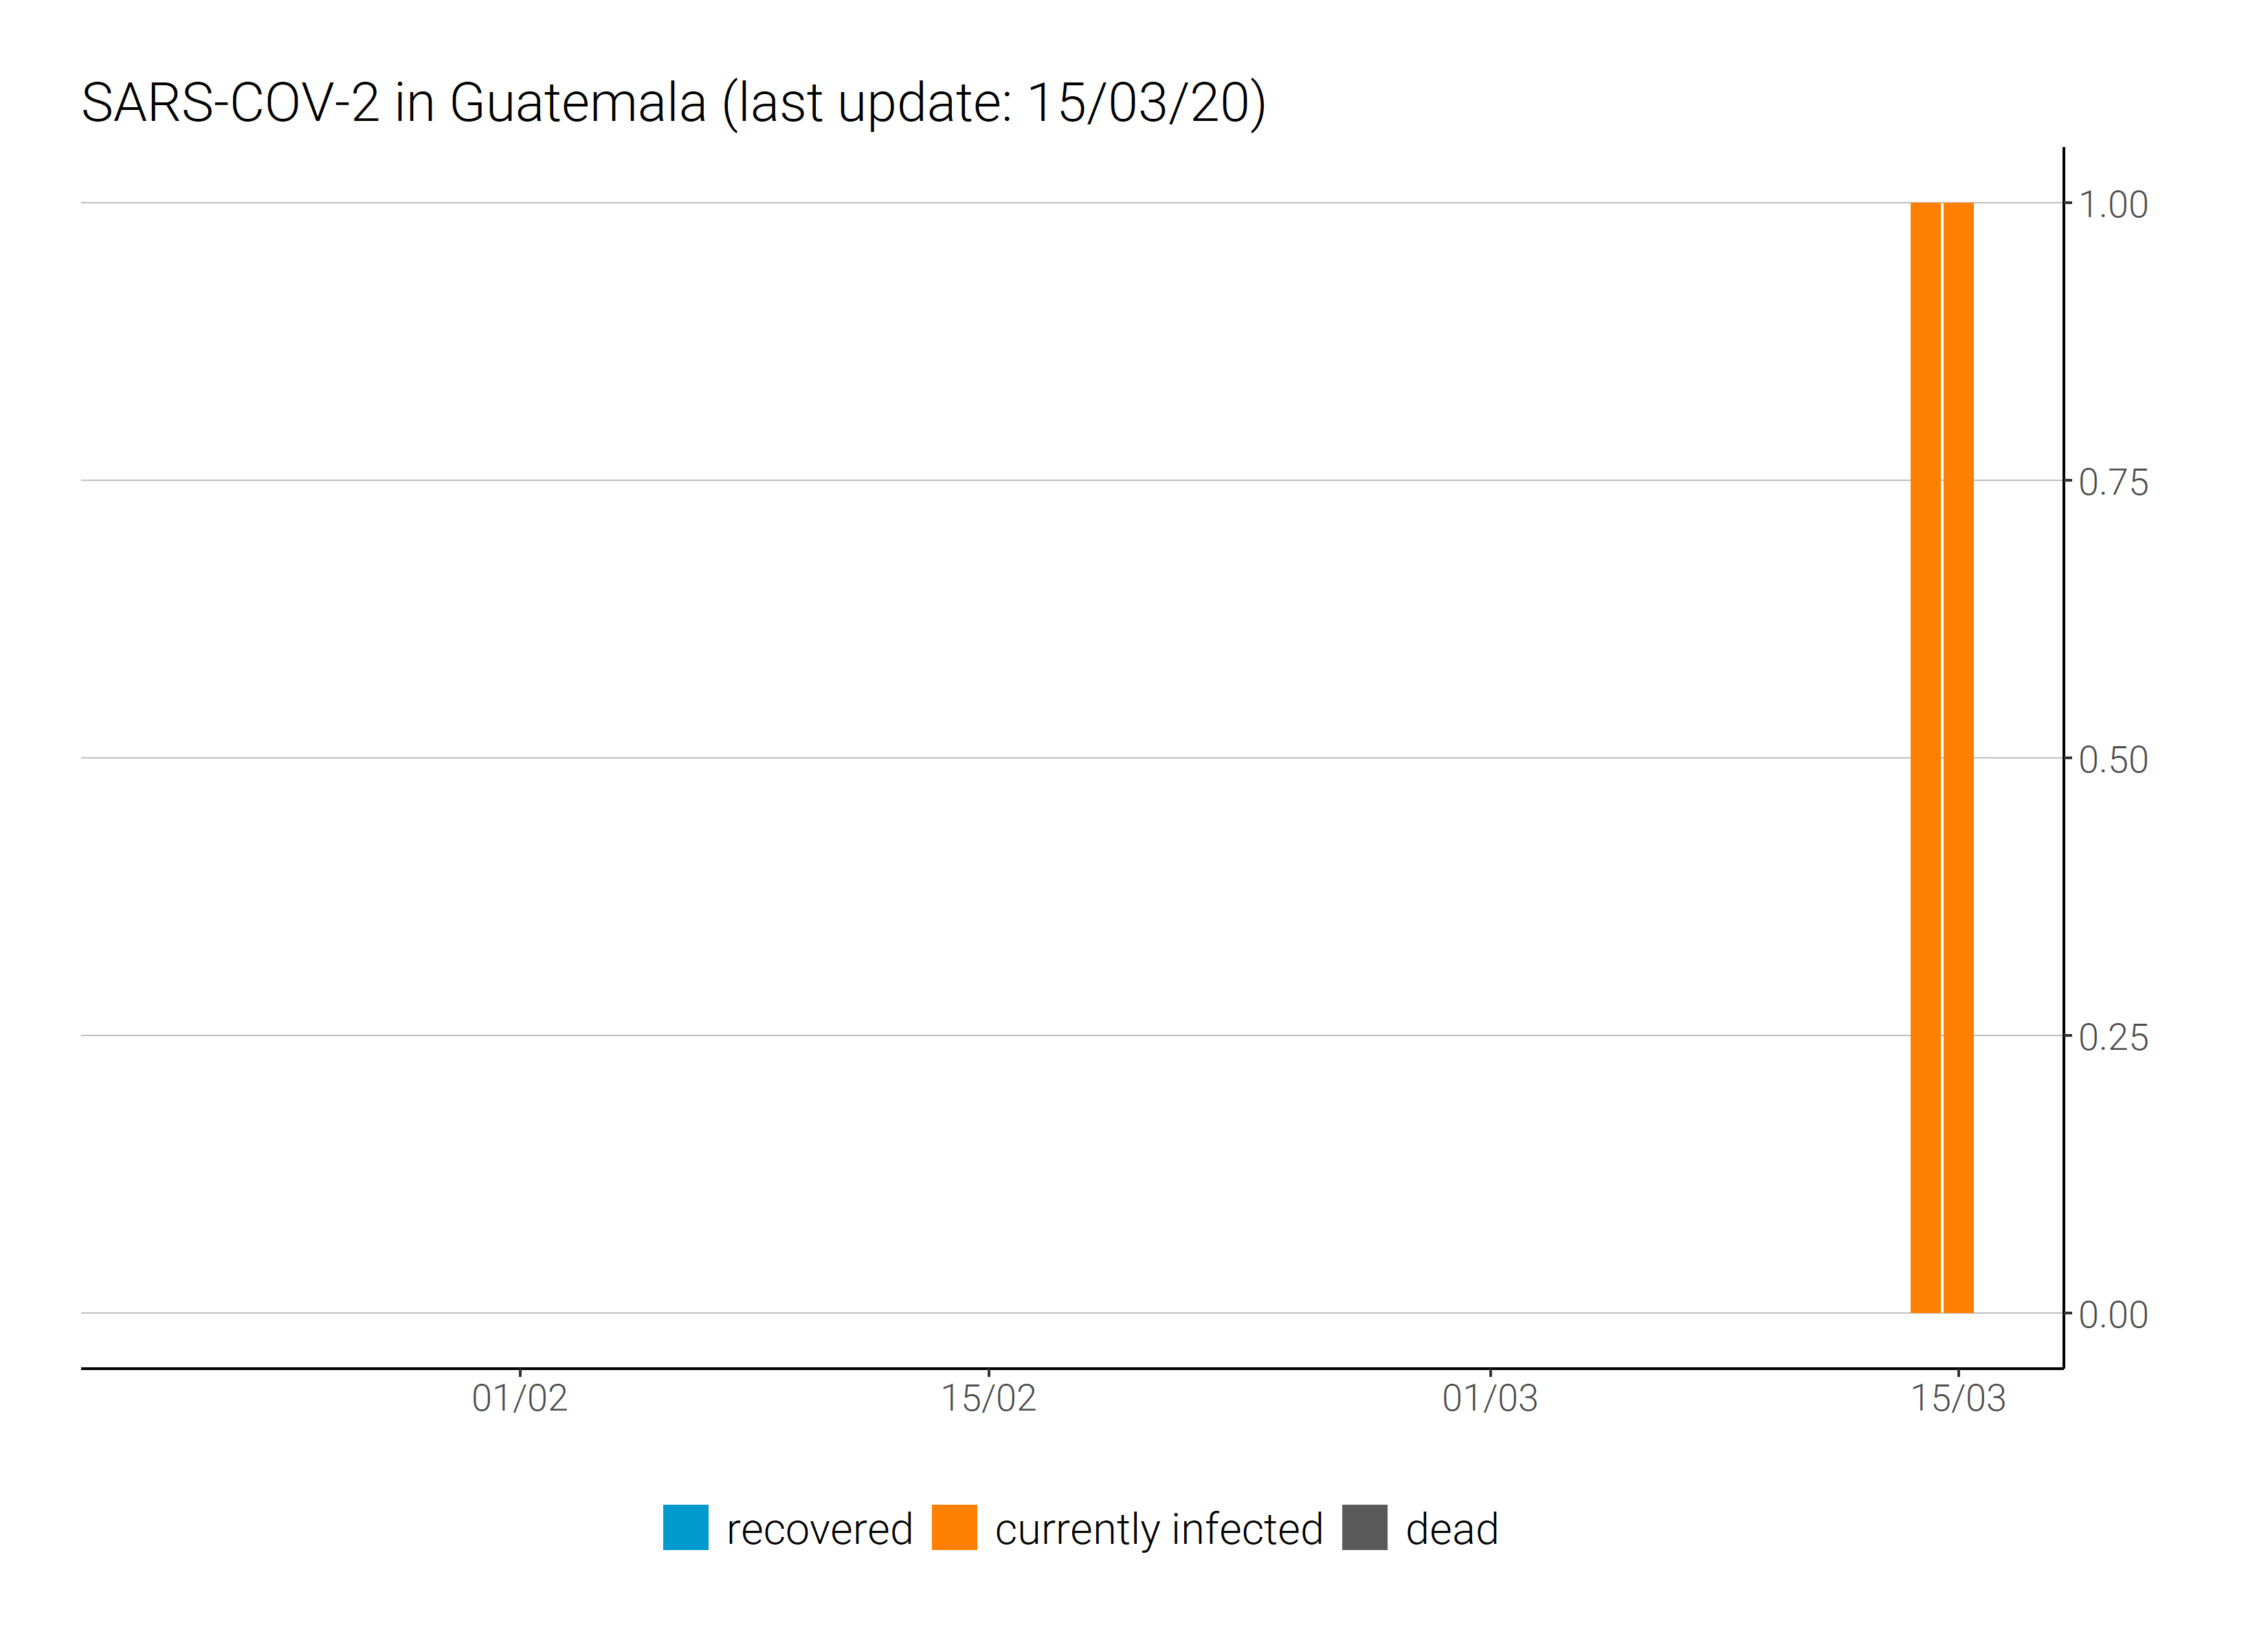 SARS-COV-2 in Guatemala (last update: 15/03/20)
1.00
0.75
0.50
0.25
0.00
01/02 15/02 01/03 15/03
recovered currently infected dead